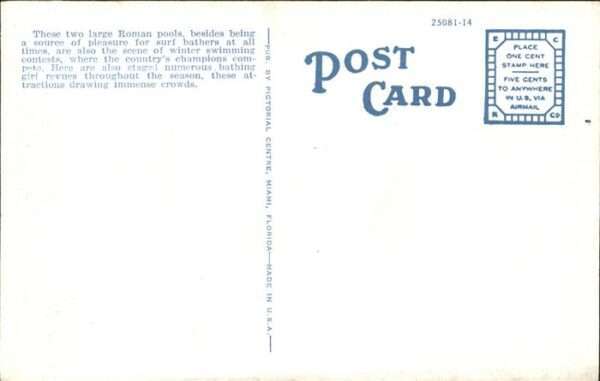 These two large Roman pools, besides being
a source of pleasure for surf bathers at all
times, are also the scene of winter swimming
contests, where the country's champions com-
pete. Here are also staged numerous bathing
girl revues throughout the season, these at-
tractions drawing immense crowds.
PUB. BY PICTORIAL CENTRE, MIAMI, FLORIDA—MADE IN U.S.A.
25081-14
POST
CARD
E C
PLACE
ONE CENT
STAMP HERE
FIVE CENTS
TO ANYWHERE
IN U.S. VIA
AIRMAIL
R CO